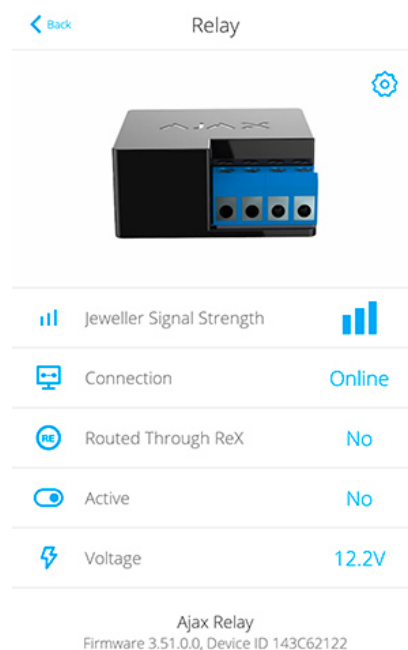 Back
Relay
AJAX
Jeweller Signal Strength
Connection Online
RE Routed Through ReX No
Active No
Voltage 12.2V
Ajax Relay
Firmware 3.51.0.0, Device ID 143C62122